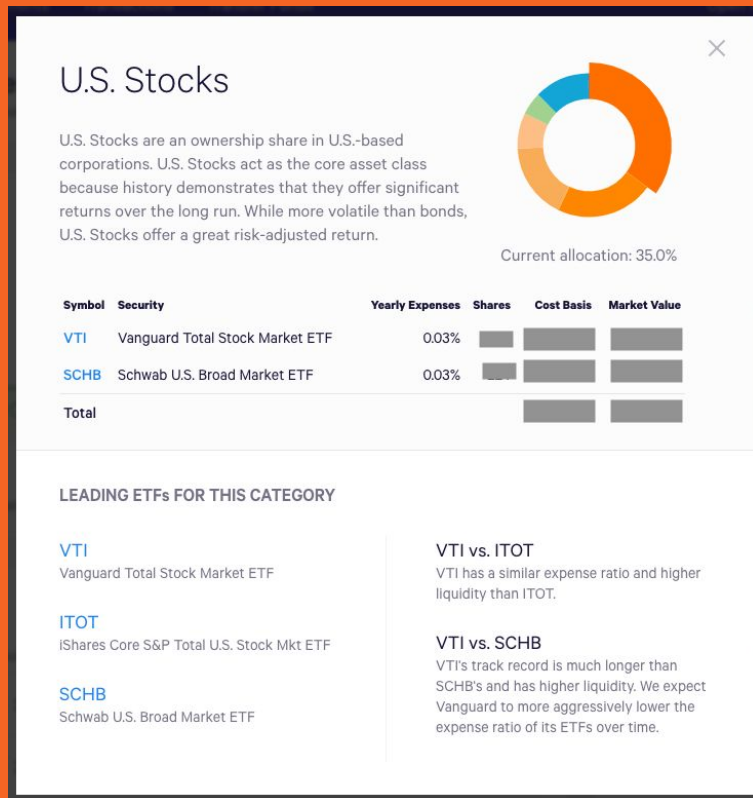 U.S. Stocks
U.S. Stocks are an ownership share in U.S.-based
corporations. U.S. Stocks act as the core asset class
because history demonstrates that they offer significant
returns over the long run. While more volatile than bonds,
U.S. Stocks offer a great risk-adjusted return.
Current allocation: 35.0%
Symbol Security Yearly Expenses Shares Cost Basis Market Value
VTI Vanguard Total Stock Market ETF 0.03%
SCHB Schwab U.S. Broad Market ETF 0.03%
Total
LEADING ETFs FOR THIS CATEGORY
VTI
Vanguard Total Stock Market ETF
ITOT
iShares Core S&P Total U.S. Stock Mkt ETF
SCHB
Schwab U.S. Broad Market ETF
VTI vs. ITOT
VTI has a similar expense ratio and higher
liquidity than ITOT.
VTI vs. SCHB
VTI's track record is much longer than
SCHB's and has higher liquidity. We expect
Vanguard to more aggressively lower the
expense ratio of its ETFs over time.